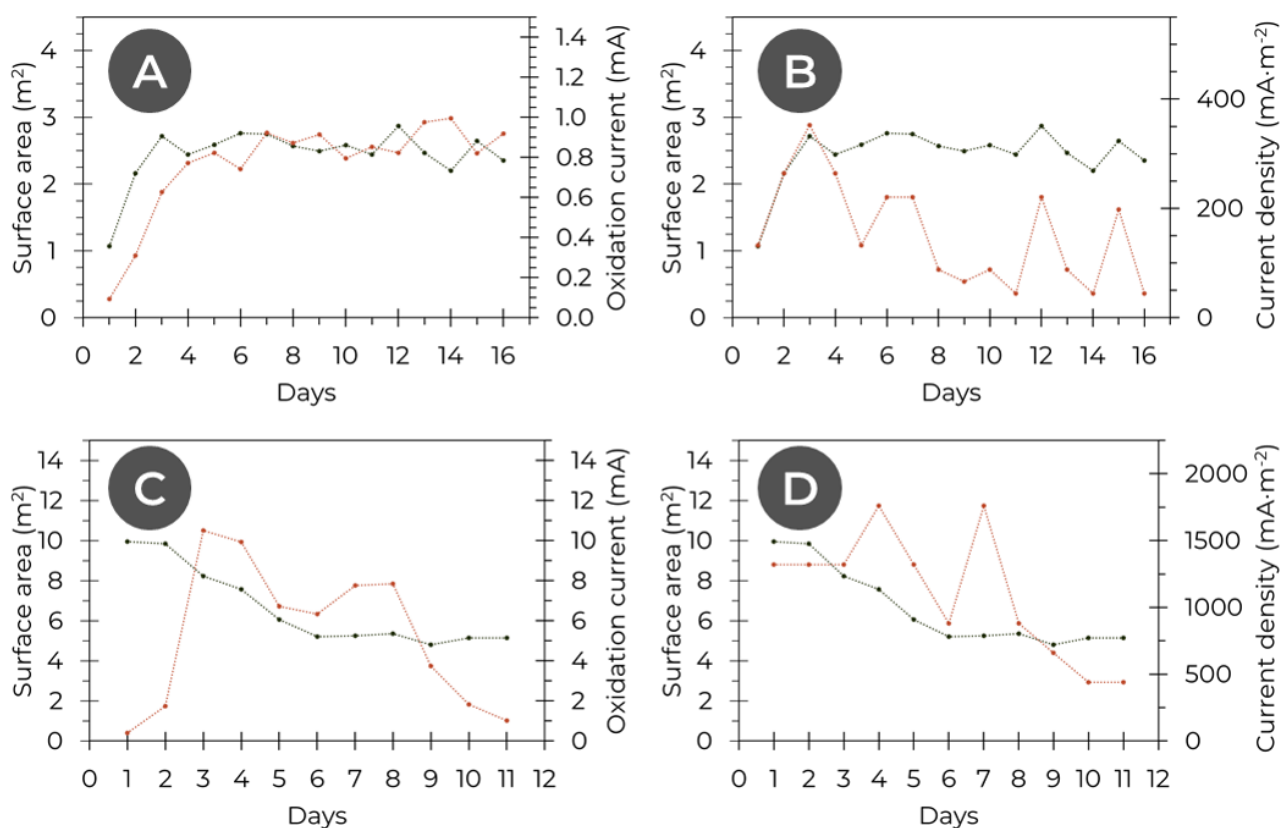 A
Surface area (m²)
4
3
2
1
0
1.4
1.2
1.0
0.8
0.6
0.4
0.2
0.0
Oxidation current (mA)
0 2 4 6 8 10 12 14 16
Days
B
Surface area (m²)
4
3
2
1
0
400
200
0
Current density (mA·m⁻²)
0 2 4 6 8 10 12 14 16
Days
C
Surface area (m²)
14
12
10
8
6
4
2
0
14
12
10
8
6
4
2
0
Oxidation current (mA)
0 1 2 3 4 5 6 7 8 9 10 11 12
Days
D
Surface area (m²)
14
12
10
8
6
4
2
0
2000
1500
1000
500
0
Current density (mA·m⁻²)
0 1 2 3 4 5 6 7 8 9 10 11 12
Days